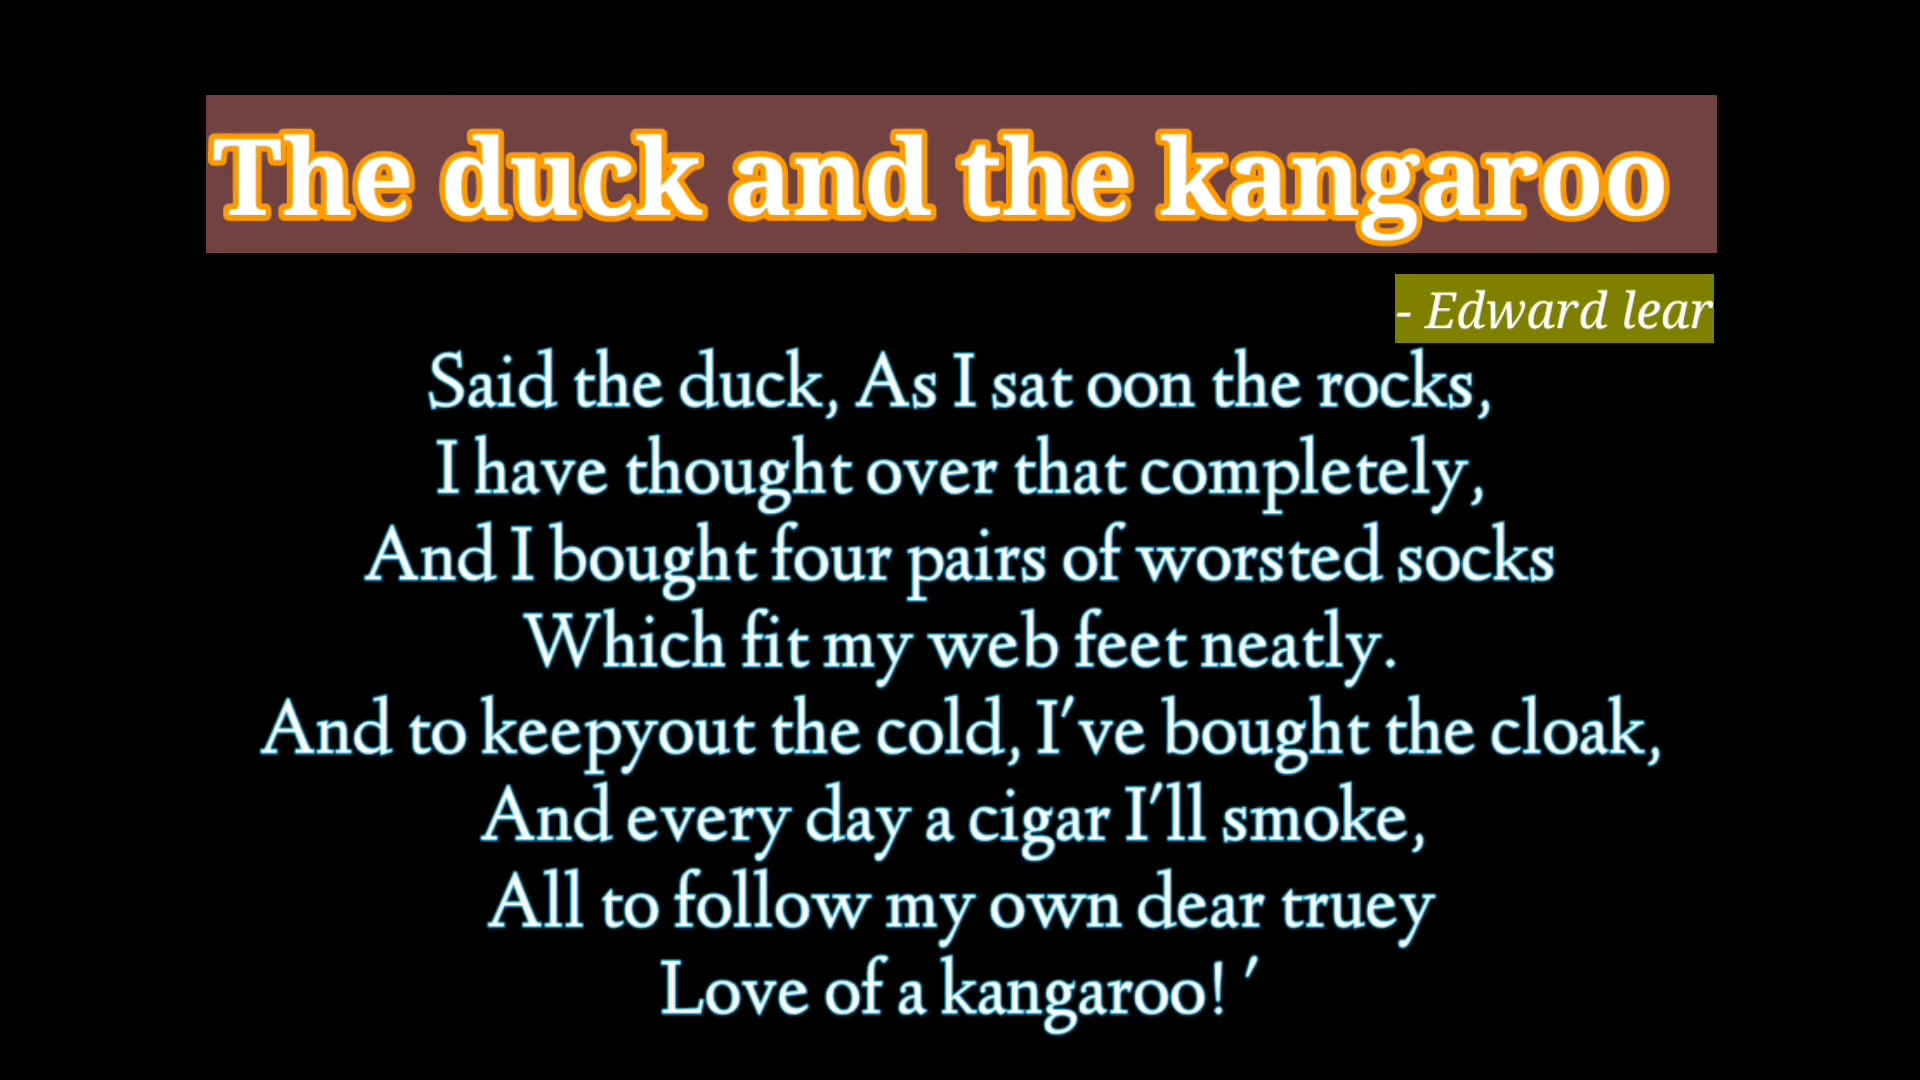 The duck and the kangaroo
- Edward lear
Said the duck, As I sat oon the rocks,
I have thought over that completely,
And I bought four pairs of worsted socks
Which fit my web feet neatly.
And to keepyout the cold, I've bought the cloak,
And every day a cigar I'll smoke,
All to follow my own dear truey
Love of a kangaroo! '